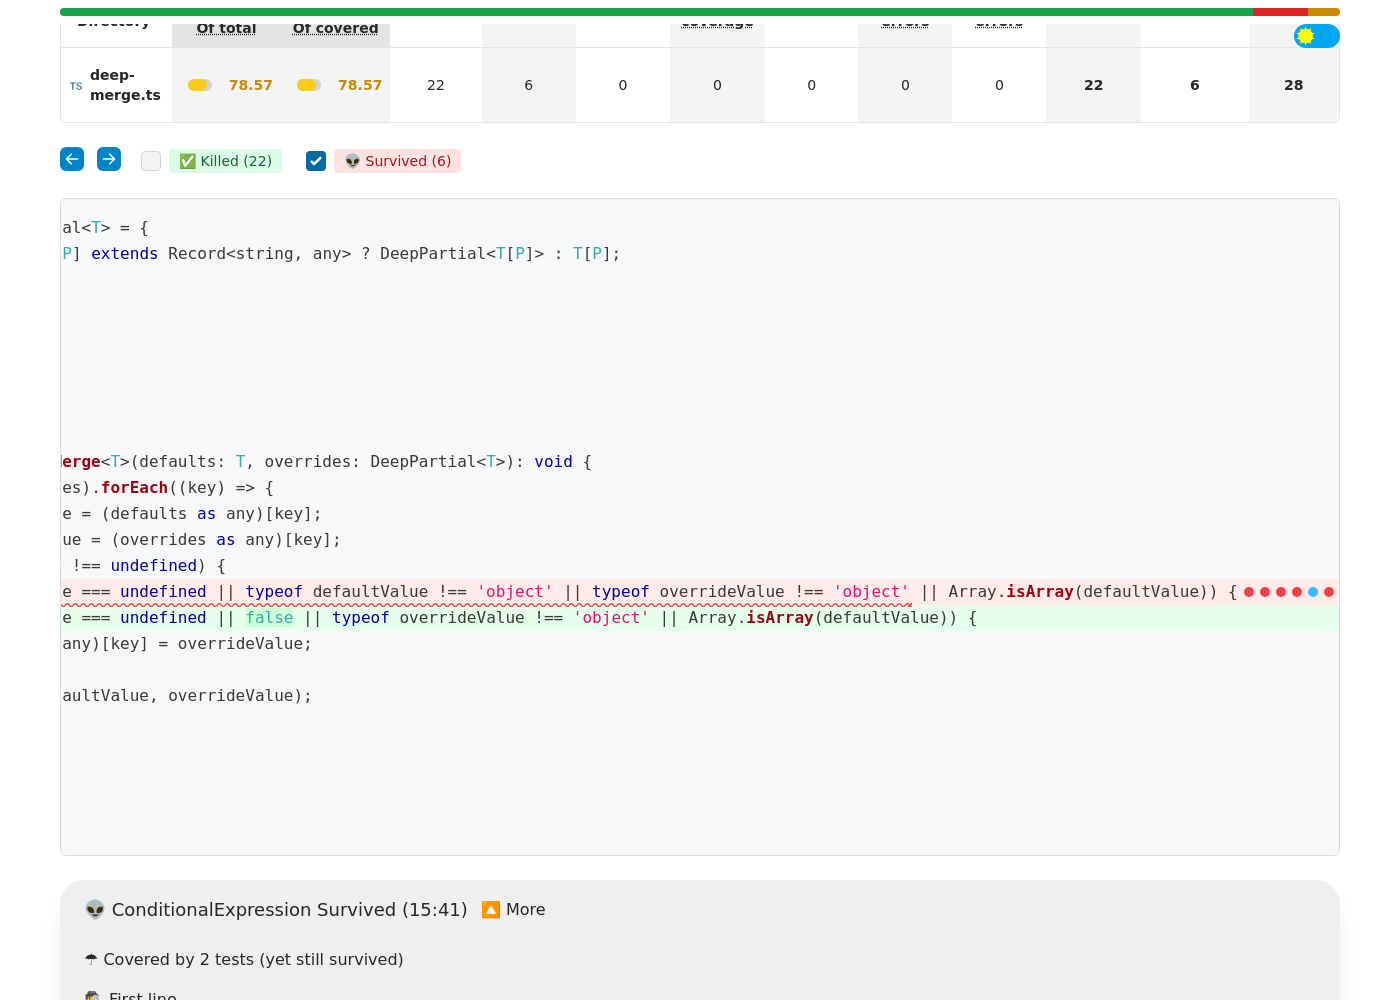 Directory Of total Of covered coverage errors errors
TS deep-merge.ts 78.57 78.57 22 6 0 0 0 0 0 22 6 28
✅ Killed (22) 👽 Survived (6)
al<T> = {
P] extends Record<string, any> ? DeepPartial<T[P]> : T[P];
erge<T>(defaults: T, overrides: DeepPartial<T>): void {
es).forEach((key) => {
e = (defaults as any)[key];
ue = (overrides as any)[key];
!== undefined) {
e === undefined || typeof defaultValue !== 'object' || typeof overrideValue !== 'object' || Array.isArray(defaultValue)) {
e === undefined || false || typeof overrideValue !== 'object' || Array.isArray(defaultValue)) {
any)[key] = overrideValue;
aultValue, overrideValue);
👽 ConditionalExpression Survived (15:41) 🔼 More
☂ Covered by 2 tests (yet still survived)
First line